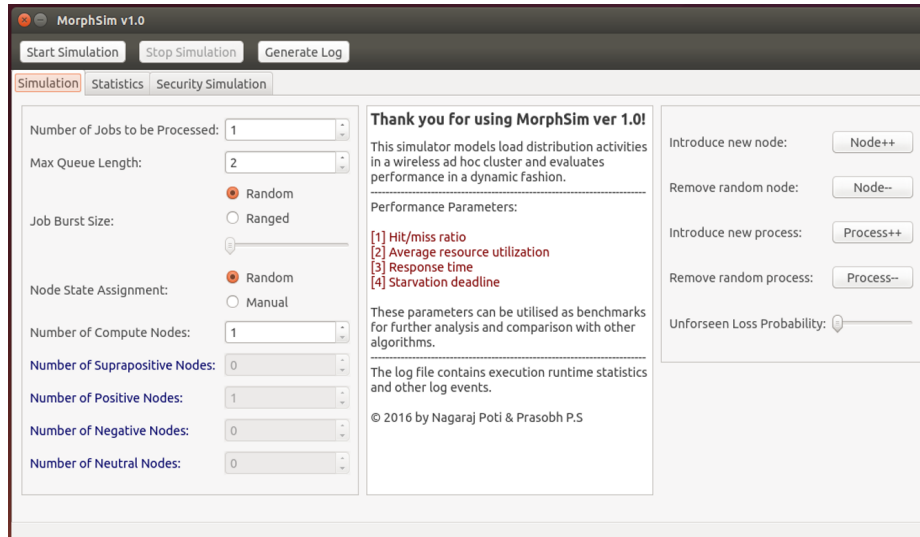 MorphSim v1.0
Start Simulation Stop Simulation Generate Log
Simulation Statistics Security Simulation
Number of Jobs to be Processed: 1
Max Queue Length: 2
Job Burst Size:
Random
Ranged
Node State Assignment:
Random
Manual
Number of Compute Nodes: 1
Number of Suprapositive Nodes: 0
Number of Positive Nodes: 1
Number of Negative Nodes: 0
Number of Neutral Nodes: 0
Thank you for using MorphSim ver 1.0!
This simulator models load distribution activities
in a wireless ad hoc cluster and evaluates
performance in a dynamic fashion.
Performance Parameters:
[1] Hit/miss ratio
[2] Average resource utilization
[3] Response time
[4] Starvation deadline
These parameters can be utilised as benchmarks
for further analysis and comparison with other
algorithms.
The log file contains execution runtime statistics
and other log events.
© 2016 by Nagaraj Poti & Prasobh P.S
Introduce new node: Node++
Remove random node: Node--
Introduce new process: Process++
Remove random process: Process--
Unforseen Loss Probability: